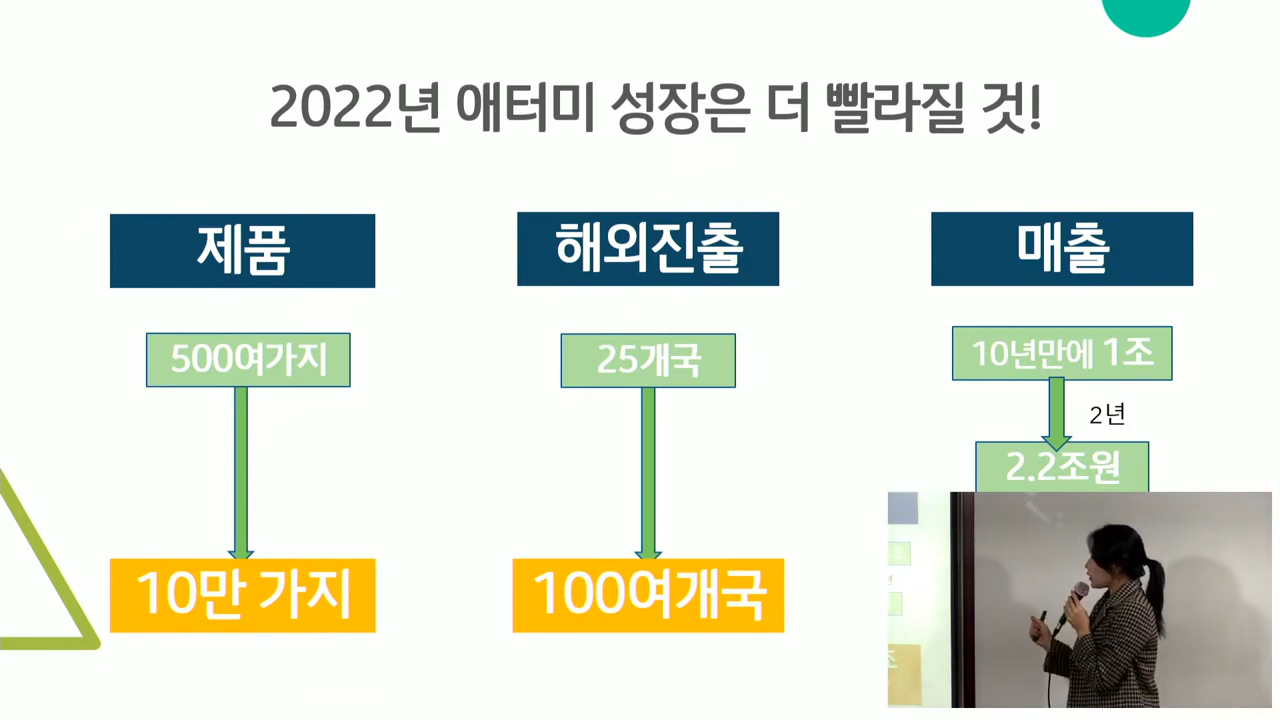 2022년 애터미 성장은 더 빨라질 것!
제품
해외진출
매출
500여가지
25개국
10년만에 1조
2년
2.2조원
10만 가지
100여개국
조